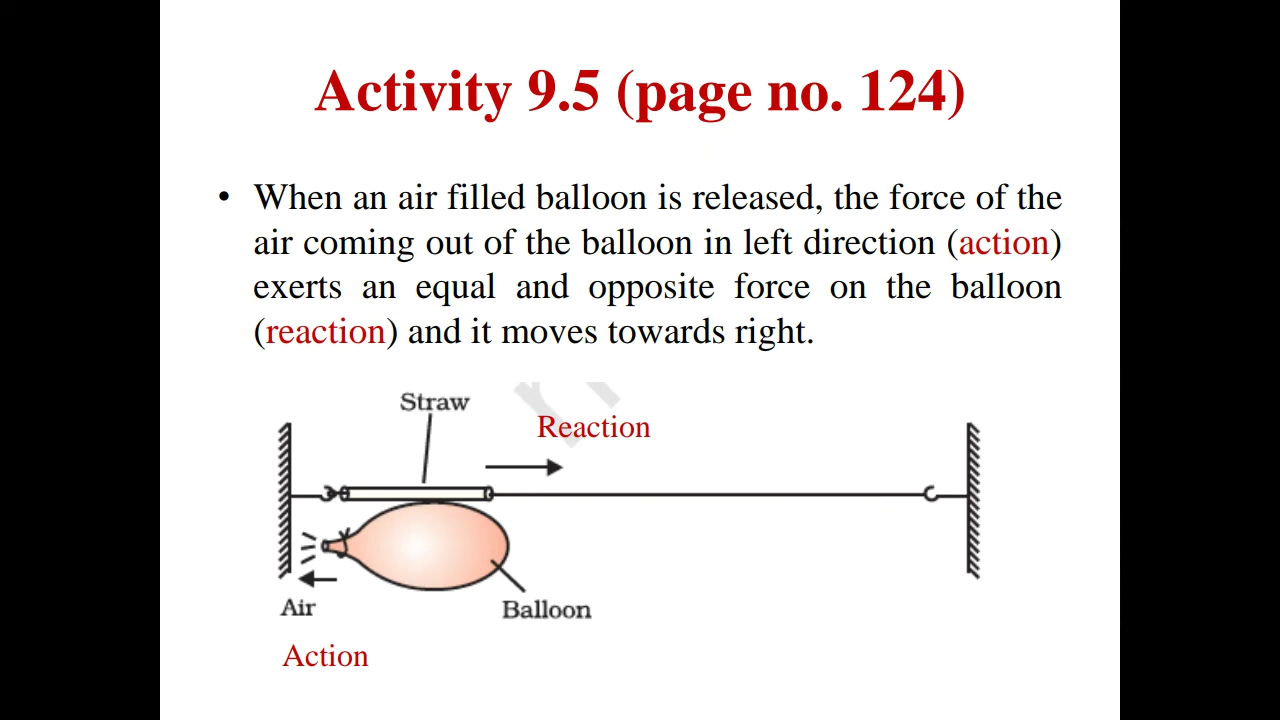 Activity 9.5 (page no. 124)
• When an air filled balloon is released, the force of the
air coming out of the balloon in left direction (action)
exerts an equal and opposite force on the balloon
(reaction) and it moves towards right.
Straw
Reaction
Air
Balloon
Action